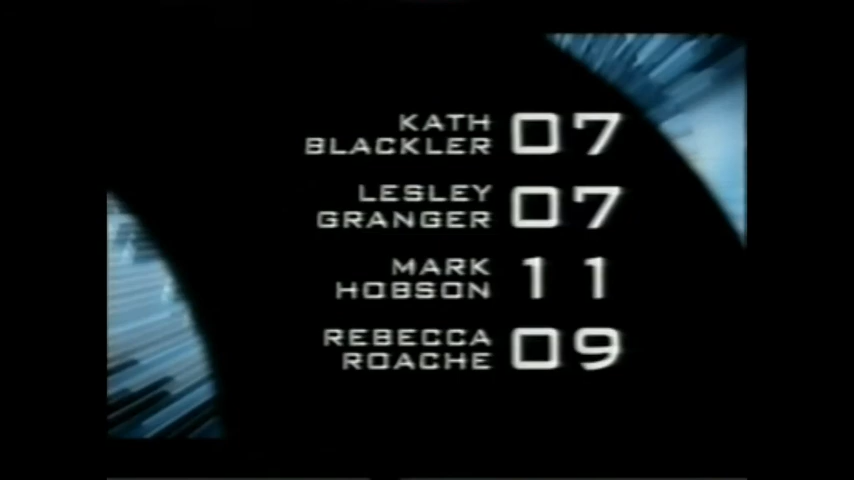 KATH
BLACKLER 07
LESLEY
GRANGER 07
MARK
HOBSON 11
REBECCA
ROACHE 09